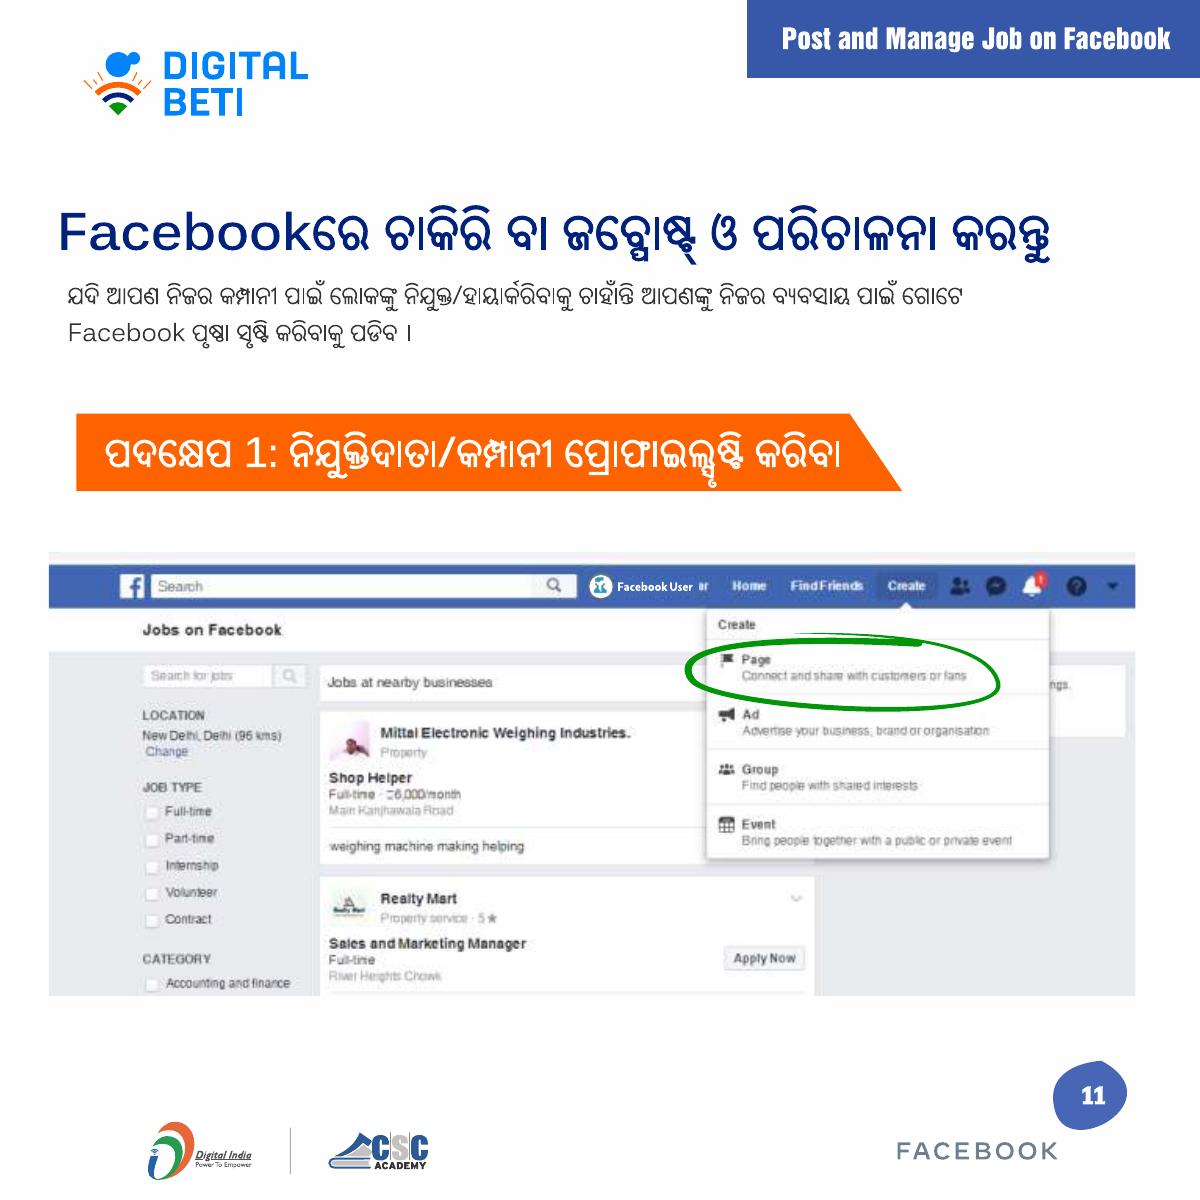 Post and Manage Job on Facebook
DIGITAL
BETI
Facebookରେ ଚାକିରି ବା ଜବ୍ପୋଷ୍ଟ୍ ଓ ପରିଚାଳନା କରନ୍ତୁ
ଯଦି ଆପଣ ନିଜର କମ୍ପାନୀ ପାଇଁ ଲୋକଙ୍କୁ ନିଯୁକ୍ତ/ହାୟାର୍କରିବାକୁ ଚାହାଁନ୍ତି ଆପଣଙ୍କୁ ନିଜର ବ୍ୟବସାୟ ପାଇଁ ଗୋଟେ
Facebook ପୃଷ୍ଠା ସୃଷ୍ଟି କରିବାକୁ ପଡିବ ।
ପଦକ୍ଷେପ 1: ନିଯୁକ୍ତିଦାତା/କମ୍ପାନୀ ପ୍ରୋଫାଇଲ୍ସୃଷ୍ଟି କରିବା
Search
Facebook User
Home
Find Friends
Create
1
Jobs on Facebook
Create
Page
Connect and share with customers or fans
Ad
Advertise your business, brand or organisation
Group
Find people with shared interests
Event
Bring people together with a public or private event
Search for jobs
LOCATION
New Delhi, Delhi (96 kms)
Change
JOB TYPE
Full-time
Part-time
Internship
Volunteer
Contract
CATEGORY
Accounting and finance
Jobs at nearby businesses
ngs.
Mittal Electronic Weighing Industries.
Property
Shop Helper
Full-time · 6,000/month
Main Kanjhawala Road
weighing machine making helping
Realty Mart
Property service · 5★
Sales and Marketing Manager
Full-time
River Heights Chowk
Apply Now
11
Digital India
Power To Empower
CSC
ACADEMY
FACEBOOK